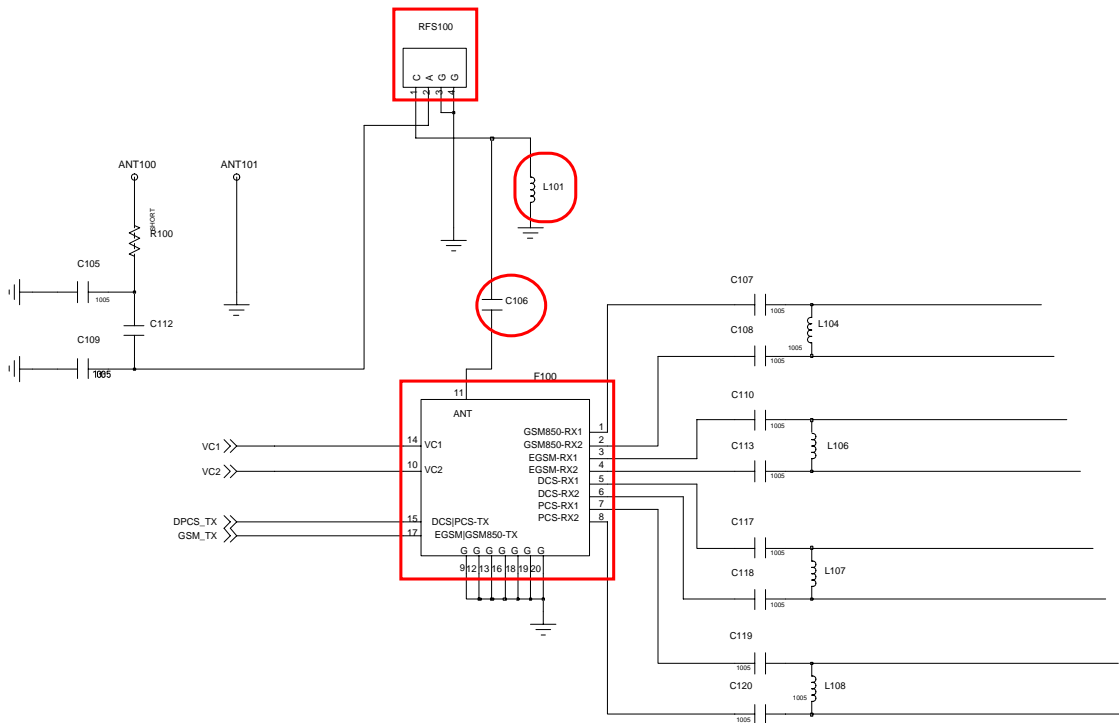 RFS100
C A G G
1 2 3 4
ANT100
ANT101
SHORT
R100
L101
C105
1005
C112
C109
C106
F100
11
ANT
14 VC1
VC1
10 VC2
VC2
15 DCS|PCS-TX
DPCS_TX
17 EGSM|GSM850-TX
GSM_TX
GSM850-RX1 1
GSM850-RX2 2
EGSM-RX1 3
EGSM-RX2 4
DCS-RX1 5
DCS-RX2 6
PCS-RX1 7
PCS-RX2 8
G G G G G G G
9 12 13 16 18 19 20
C107
1005
L104
1005
C108
1005
C110
1005
L106
C113
1005
C117
1005
L107
C118
1005
C119
1005
L108
1005
C120
1005